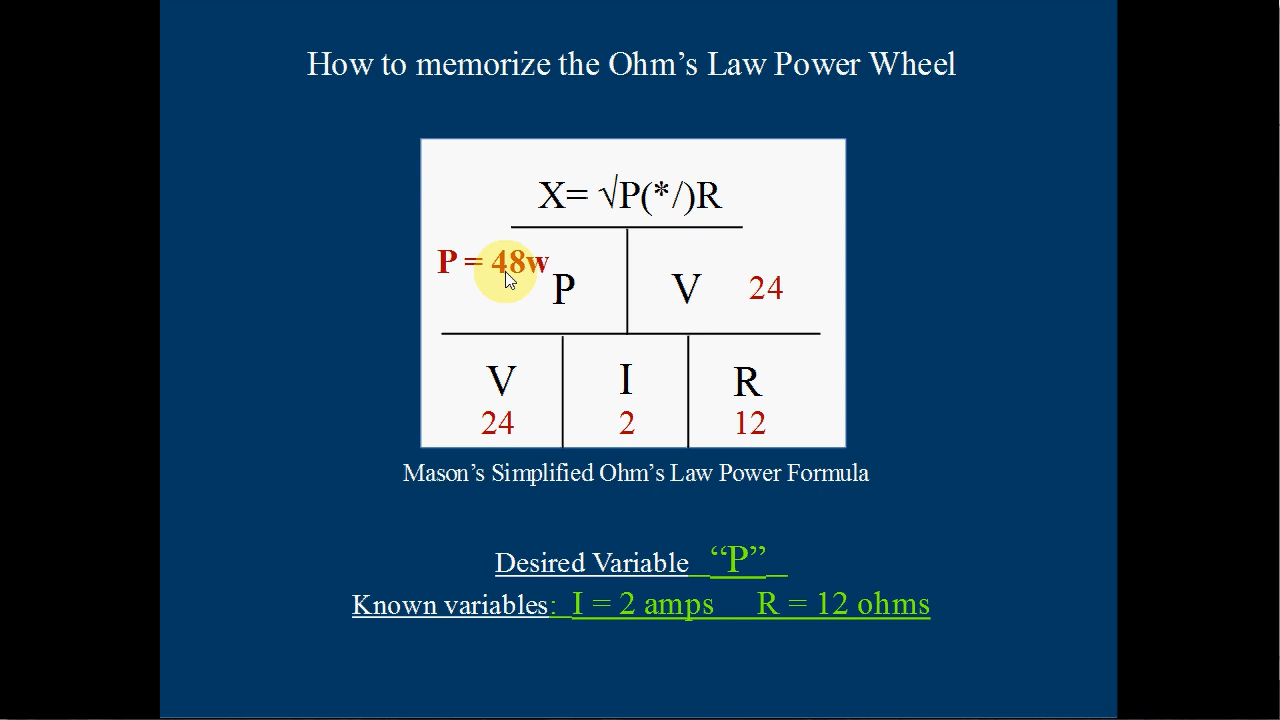 How to memorize the Ohm’s Law Power Wheel
X= √P(*/)R
P = 48w
P V 24
V I R
24 2 12
Mason’s Simplified Ohm’s Law Power Formula
Desired Variable “P”
Known variables: I = 2 amps R = 12 ohms